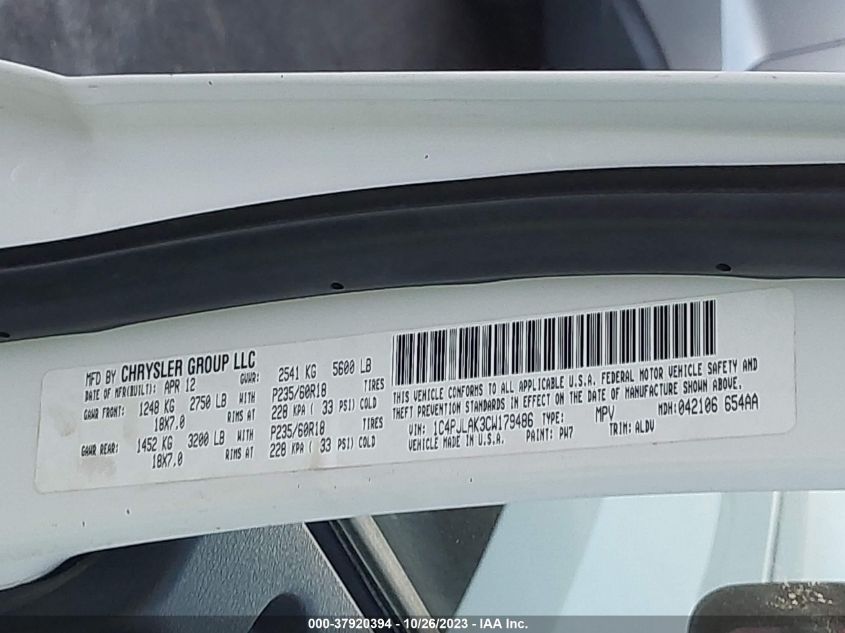 MFD BY CHRYSLER GROUP LLC
DATE OF MFR(BUILT): APR 12 GVWR: 2541 KG 5600 LB
GAWR FRONT: 1248 KG 2750 LB WITH P235/60R18 TIRES
18X7.0 RIMS AT 228 KPA ( 33 PSI) COLD
GAWR REAR: 1452 KG 3200 LB WITH P235/60R18 TIRES
18X7.0 RIMS AT 228 KPA ( 33 PSI) COLD
THIS VEHICLE CONFORMS TO ALL APPLICABLE U.S.A. FEDERAL MOTOR VEHICLE SAFETY AND
THEFT PREVENTION STANDARDS IN EFFECT ON THE DATE OF MANUFACTURE SHOWN ABOVE.
VIN: 1C4PJLAK3CW179486 TYPE: MPV MDH: 042106 654AA
VEHICLE MADE IN U.S.A. PAINT: PW7 TRIM: ALDV
000-37920394 - 10/26/2023 - IAA Inc.